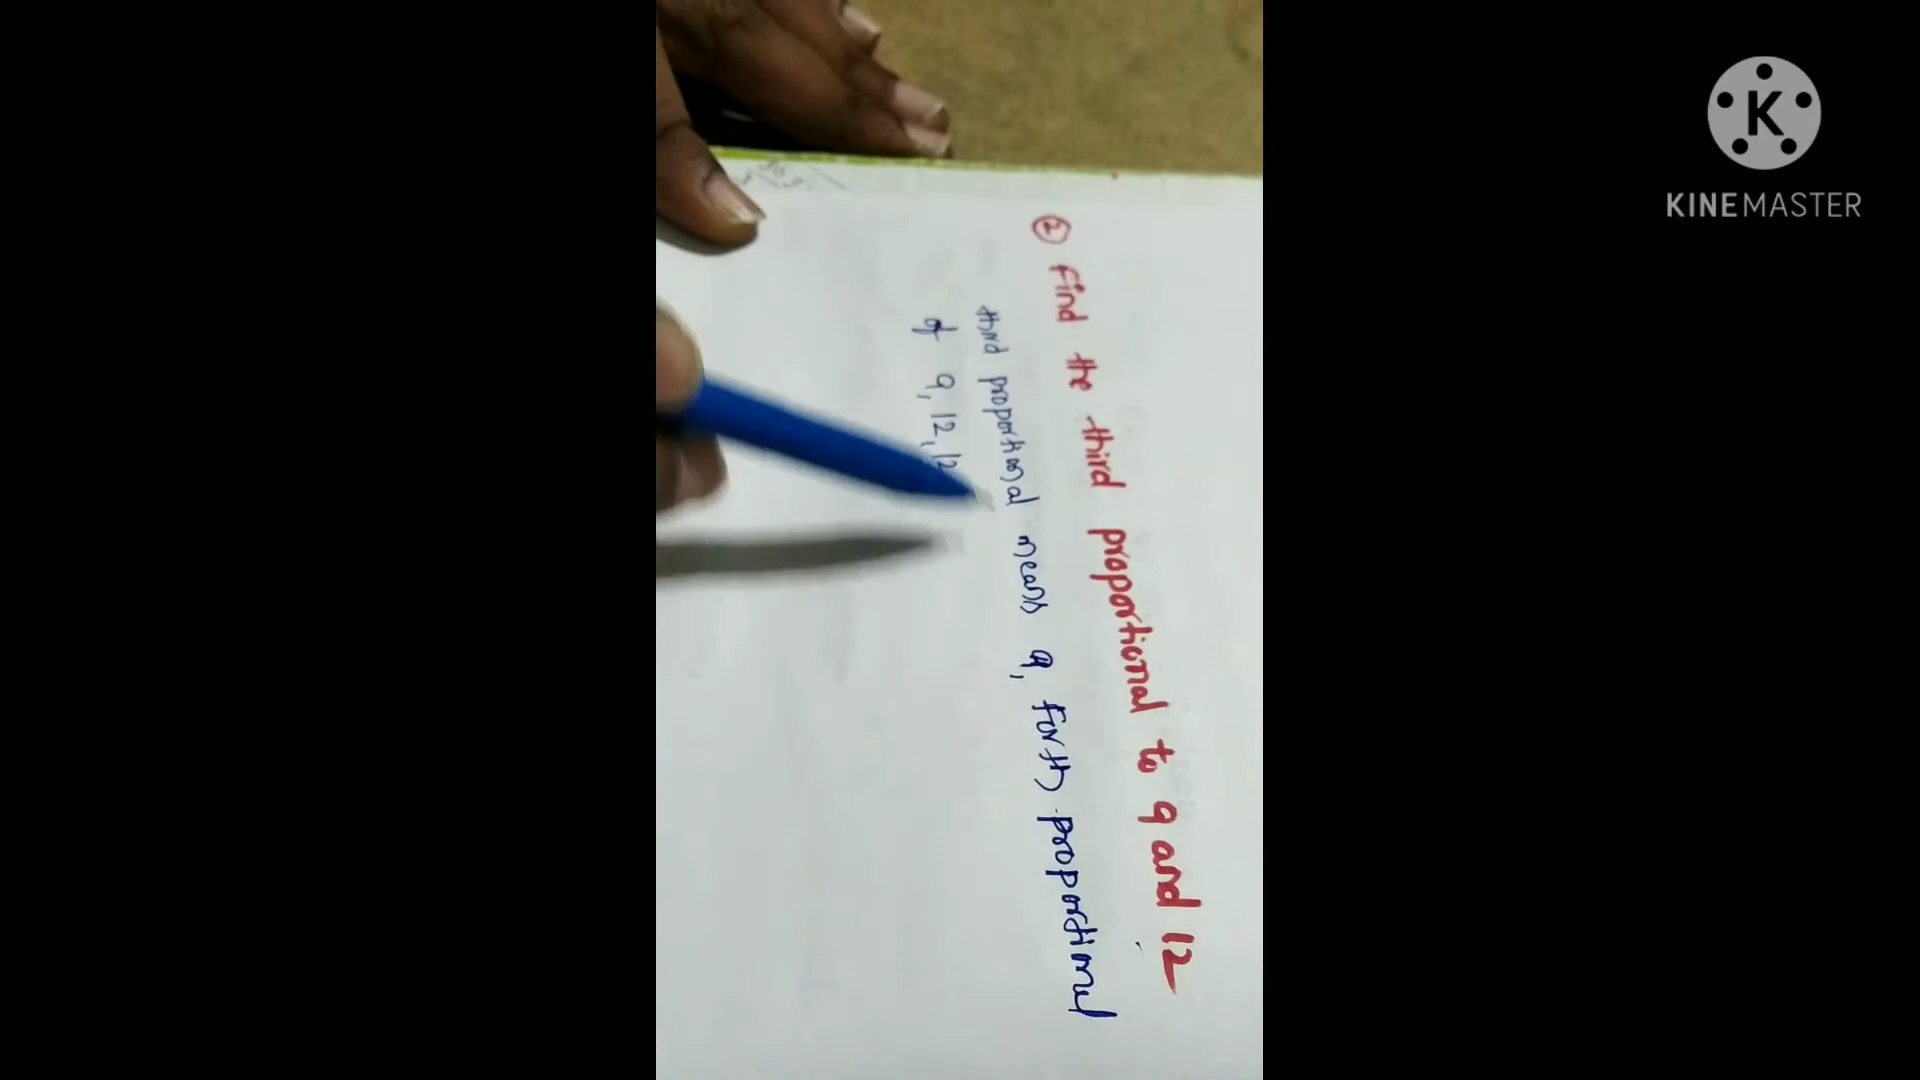 ② Find the third proportional to 9 and 12
third proportional means 9, forth proportional
of 9, 12, 12
KINEMASTER